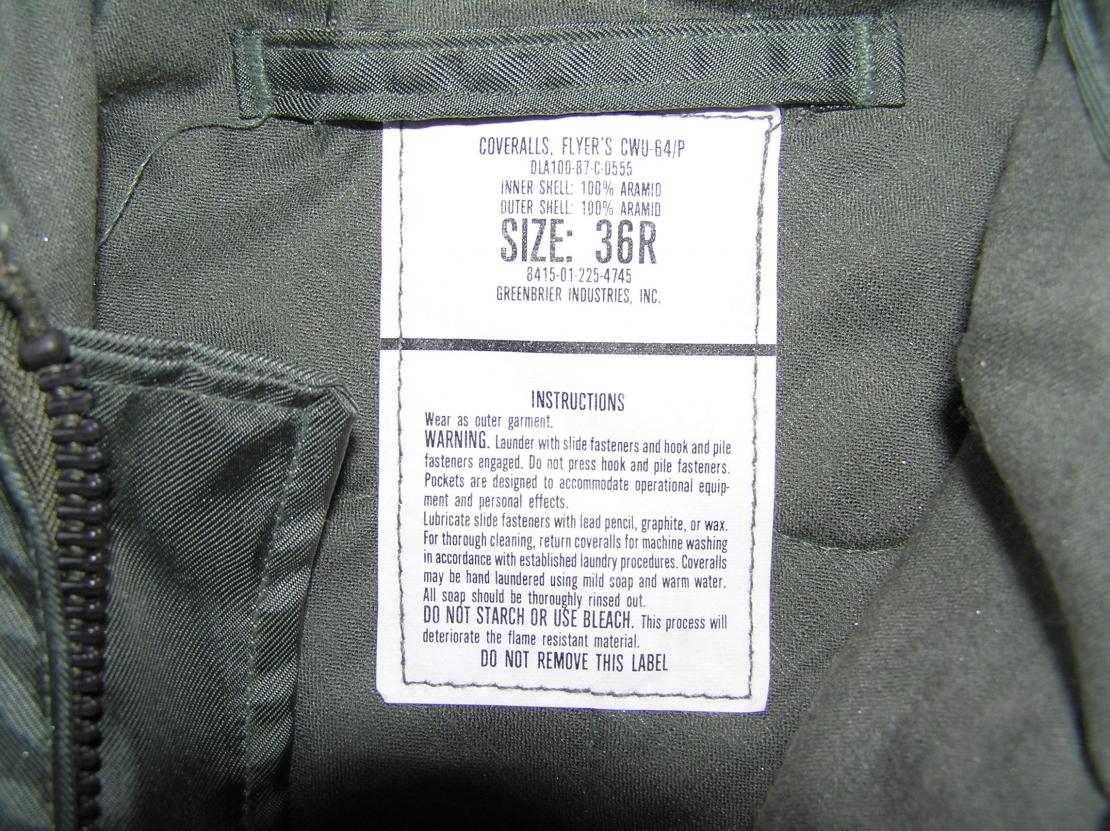 COVERALLS, FLYER'S CWU-64/P
DLA100-87-C-0555
INNER SHELL: 100% ARAMID
OUTER SHELL: 100% ARAMID
SIZE: 36R
8415-01-225-4745
GREENBRIER INDUSTRIES, INC.
INSTRUCTIONS
Wear as outer garment.
WARNING. Launder with slide fasteners and hook and pile
fasteners engaged. Do not press hook and pile fasteners.
Pockets are designed to accommodate operational equip-
ment and personal effects.
Lubricate slide fasteners with lead pencil, graphite, or wax.
For thorough cleaning, return coveralls for machine washing
in accordance with established laundry procedures. Coveralls
may be hand laundered using mild soap and warm water.
All soap should be thoroughly rinsed out.
DO NOT STARCH OR USE BLEACH. This process will
deteriorate the flame resistant material.
DO NOT REMOVE THIS LABEL